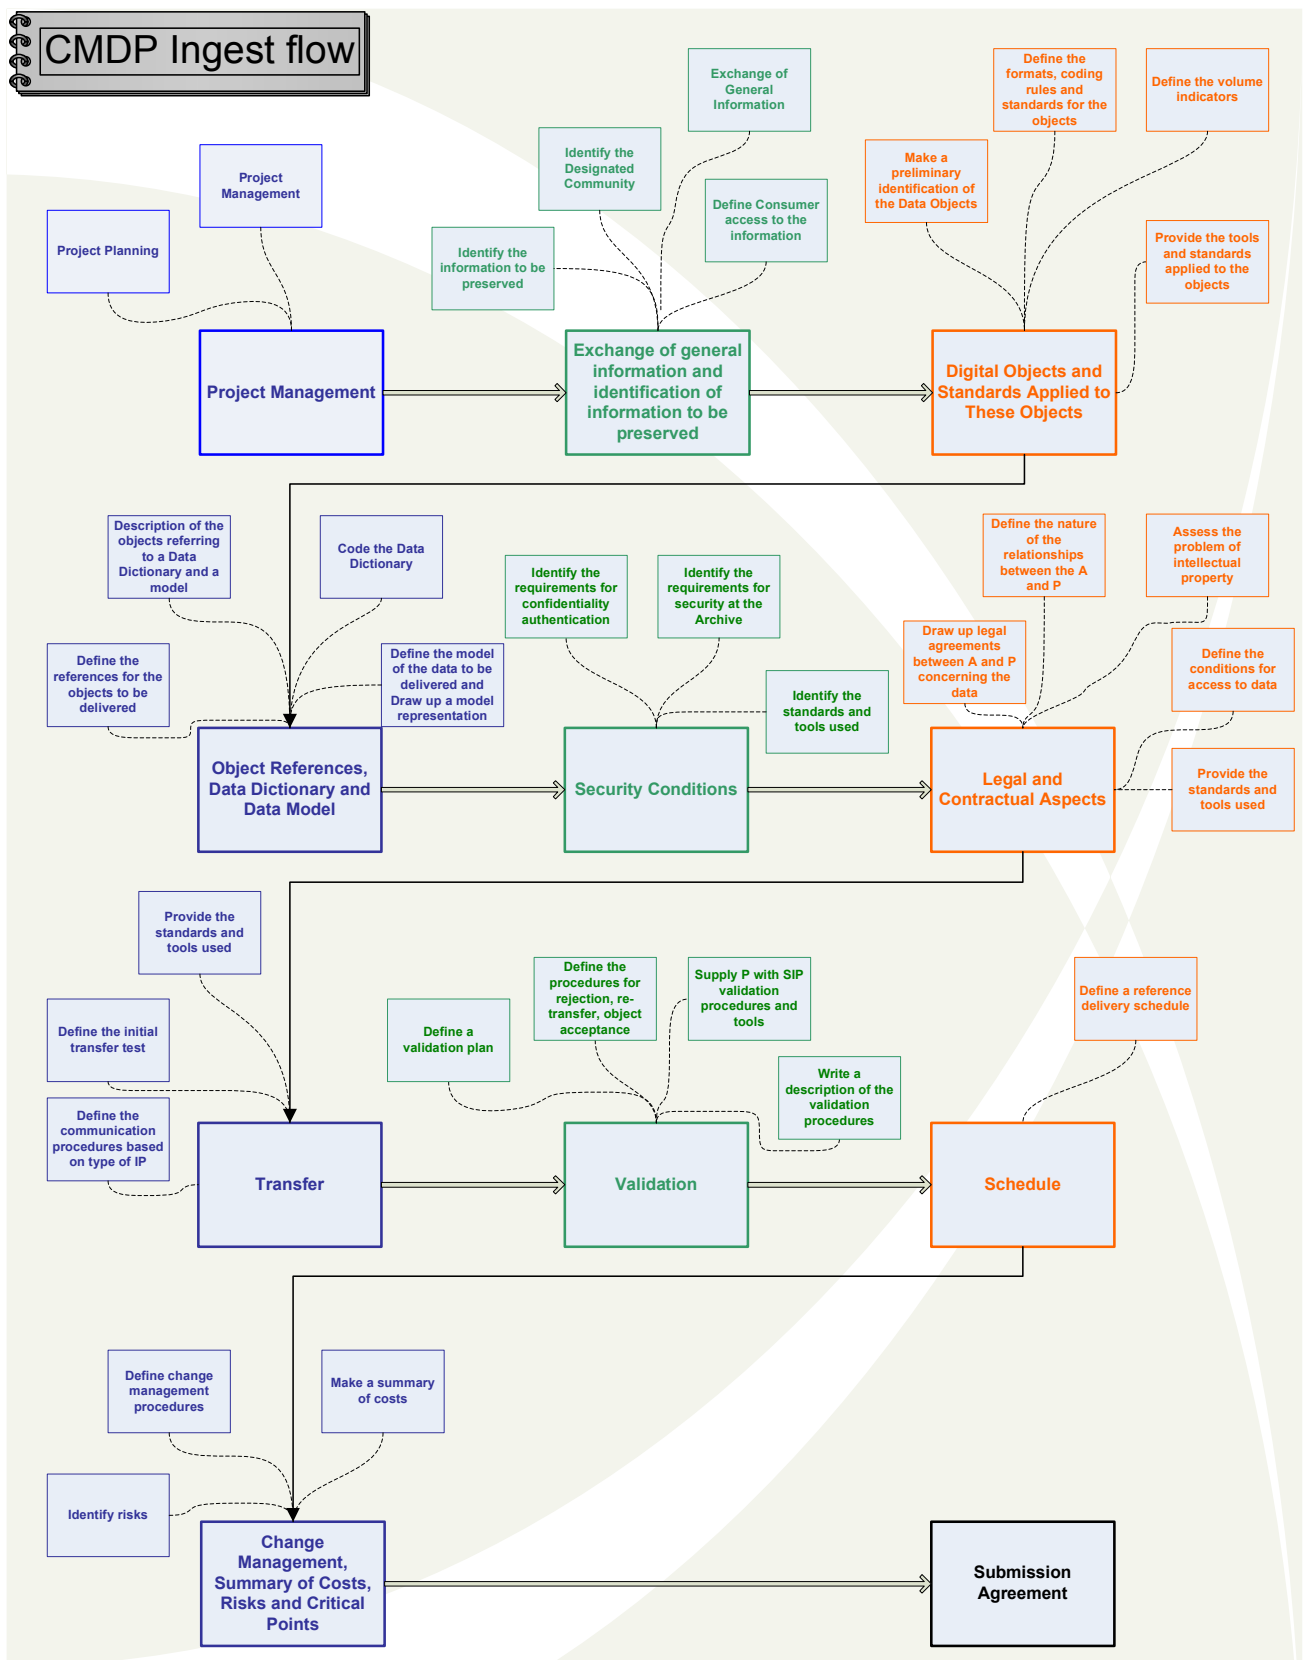 CMDP Ingest flow
Exchange of
General
Information
Define the
formats, coding
rules and
standards for the
objects
Define the volume
indicators
Identify the
Designated
Community
Make a
preliminary
identification of
the Data Objects
Project
Management
Define Consumer
access to the
information
Project Planning
Identify the
information to be
preserved
Provide the tools
and standards
applied to the
objects
Project Management
Exchange of general
information and
identification of
information to be
preserved
Digital Objects and
Standards Applied to
These Objects
Description of the
objects referring
to a Data
Dictionary and a
model
Code the Data
Dictionary
Identify the
requirements for
confidentiality
authentication
Identify the
requirements for
security at the
Archive
Define the nature
of the
relationships
between the A
and P
Assess the
problem of
intellectual
property
Define the
references for the
objects to be
delivered
Define the model
of the data to be
delivered and
Draw up a model
representation
Identify the
standards and
tools used
Draw up legal
agreements
between A and P
concerning the
data
Define the
conditions for
access to data
Provide the
standards and
tools used
Object References,
Data Dictionary and
Data Model
Security Conditions
Legal and
Contractual Aspects
Provide the
standards and
tools used
Define the initial
transfer test
Define the
communication
procedures based
on type of IP
Define a
validation plan
Define the
procedures for
rejection, re-
transfer, object
acceptance
Supply P with SIP
validation
procedures and
tools
Write a
description of the
validation
procedures
Define a reference
delivery schedule
Transfer
Validation
Schedule
Define change
management
procedures
Make a summary
of costs
Identify risks
Change
Management,
Summary of Costs,
Risks and Critical
Points
Submission
Agreement